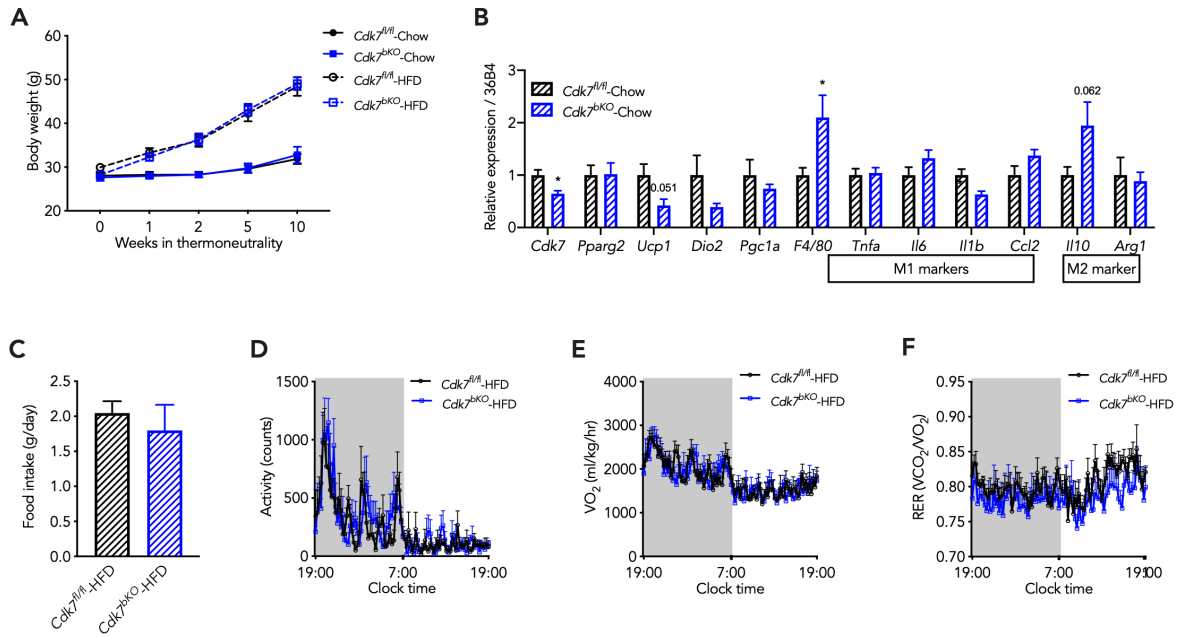 A
60
50
40
30
20
Body weight (g)
0 1 2 5 10
Weeks in thermoneutrality
Cdk7fl/fl-Chow
Cdk7bKO-Chow
Cdk7fl/fl-HFD
Cdk7bKO-HFD
B
3
2
1
0
Relative expression / 36B4
Cdk7fl/fl-Chow
Cdk7bKO-Chow
*
0.051
*
*
0.062
Cdk7 Pparg2 Ucp1 Dio2 Pgc1a F4/80 Tnfa Il6 Il1b Ccl2 Il10 Arg1
M1 markers M2 marker
C
2.5
2.0
1.5
1.0
0.5
0.0
Food intake (g/day)
Cdk7fl/fl-HFD
Cdk7bKO-HFD
D
Cdk7fl/fl-HFD
Cdk7bKO-HFD
1500
1000
500
0
Activity (counts)
19:00 7:00 19:00
Clock time
E
Cdk7fl/fl-HFD
Cdk7bKO-HFD
4000
3000
2000
1000
0
VO2 (ml/kg/hr)
19:00 7:00 19:00
Clock time
F
Cdk7fl/fl-HFD
Cdk7bKO-HFD
0.95
0.90
0.85
0.80
0.75
0.70
RER (VCO2/VO2)
19:00 7:00
Clock time